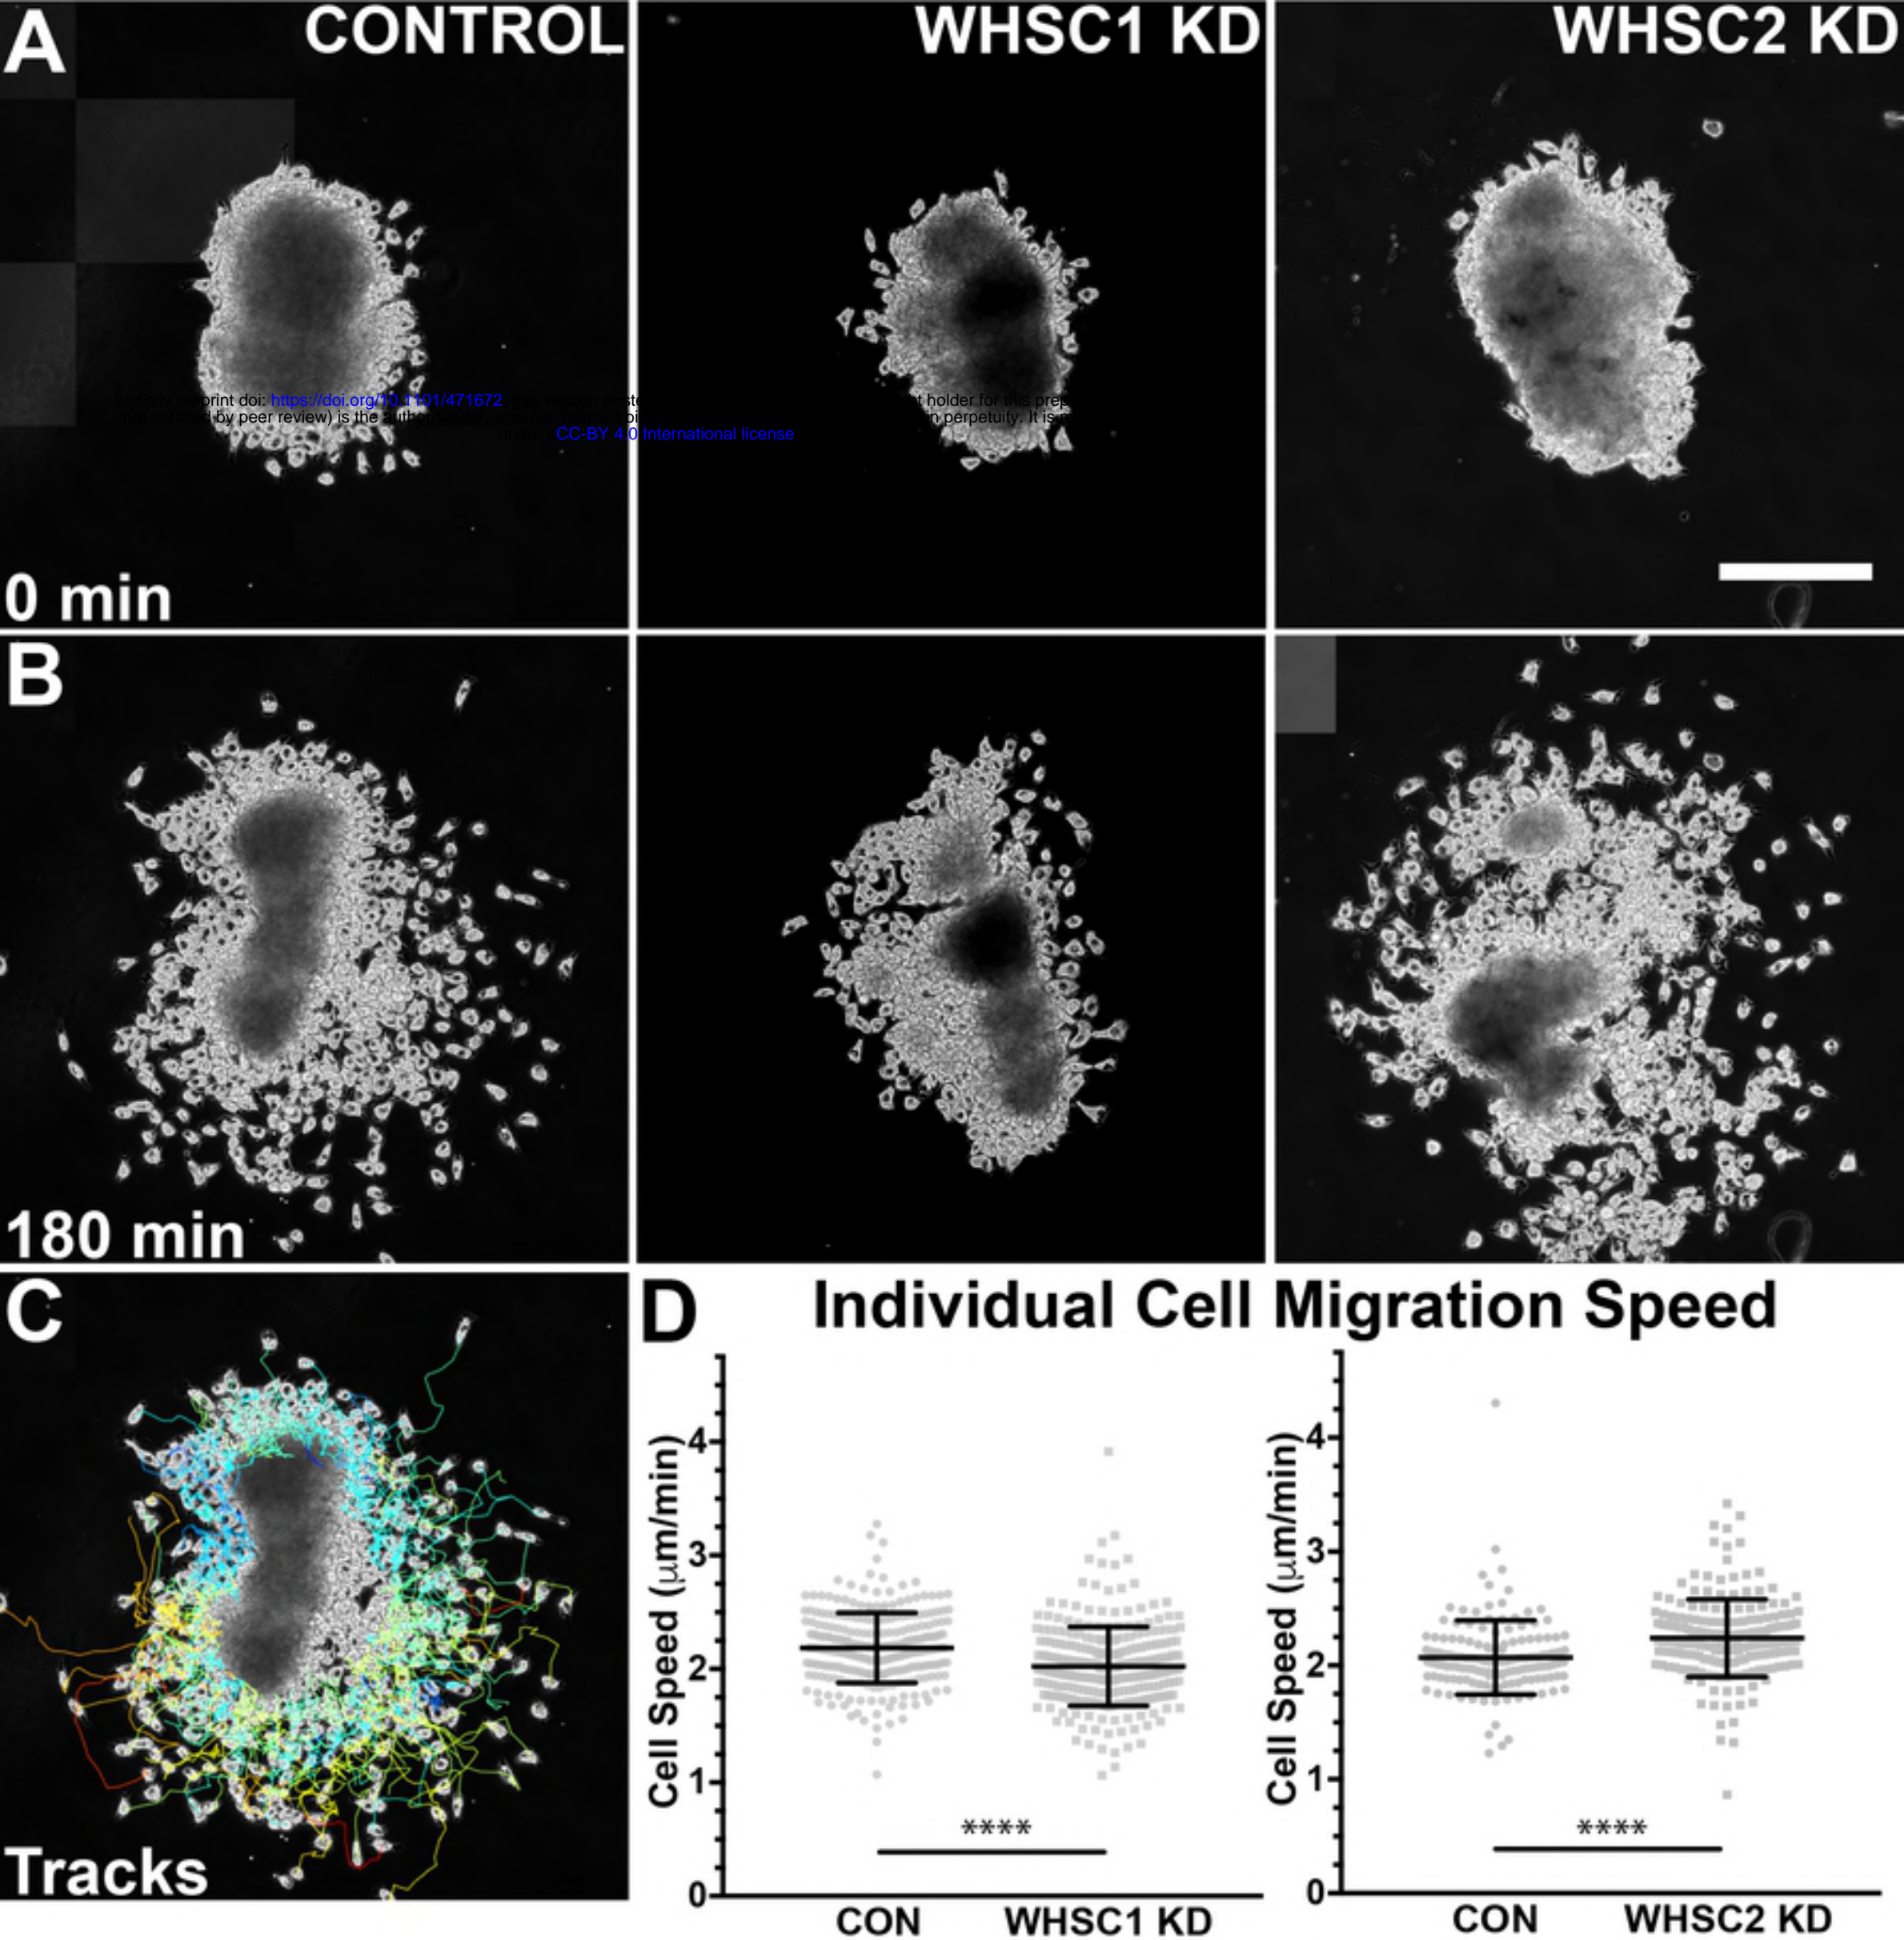 A CONTROL WHSC1 KD WHSC2 KD
bioRxiv preprint doi: https://doi.org/10.1101/471672
holder for this
not certified by peer review) is the author
in perpetuity. It is
under CC-BY 4.0 International license
0 min
B
180 min
C
Tracks
D Individual Cell Migration Speed
Cell Speed (μm/min)
4
3
2
1
0
****
CON WHSC1 KD
Cell Speed (μm/min)
4
3
2
1
0
****
CON WHSC2 KD